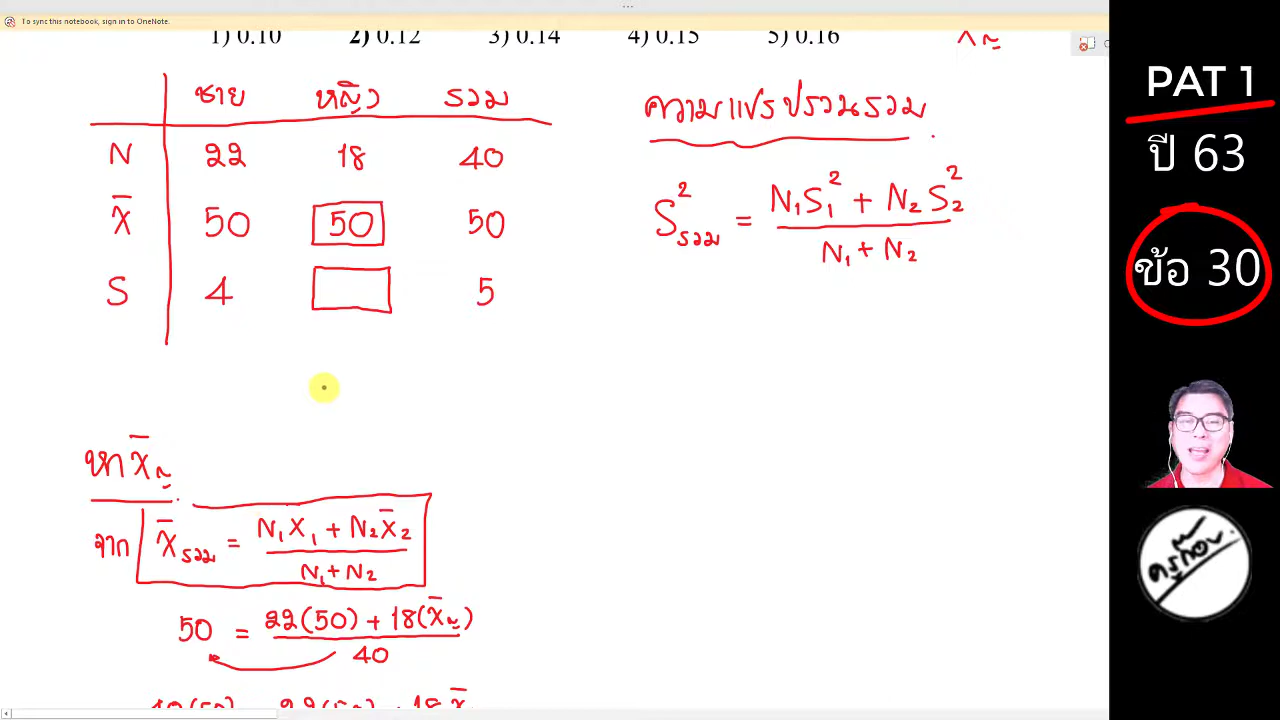 To sync this notebook, sign in to OneNote.
1) 0.10 2) 0.12 3) 0.14 4) 0.15 5) 0.16 X̄ญ
ชาย หญิง รวม
N 22 18 40
X̄ 50 50 50
S 4 5
ความแปรปรวนรวม
S²รวม = (N₁S₁² + N₂S₂²) / (N₁ + N₂)
หา X̄ญ
จาก X̄รวม = (N₁X₁ + N₂X̄₂) / (N₁ + N₂)
50 = (22(50) + 18(X̄ญ)) / 40
PAT 1
ปี 63
ข้อ 30
ครูก้อง.